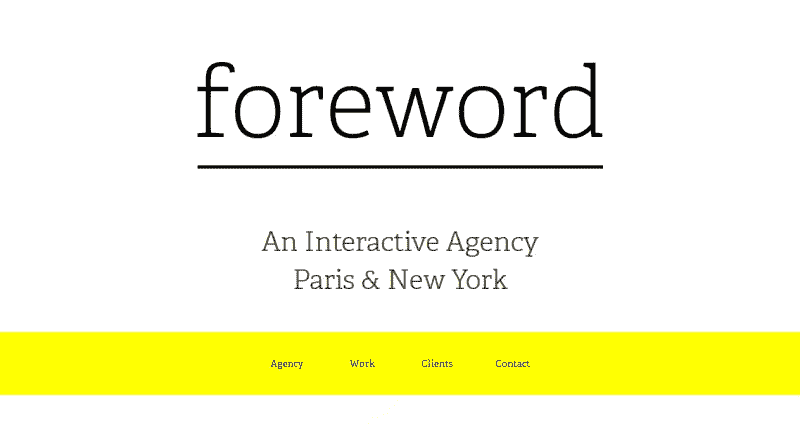 foreword
An Interactive Agency
Paris & New York
Agency Work Clients Contact